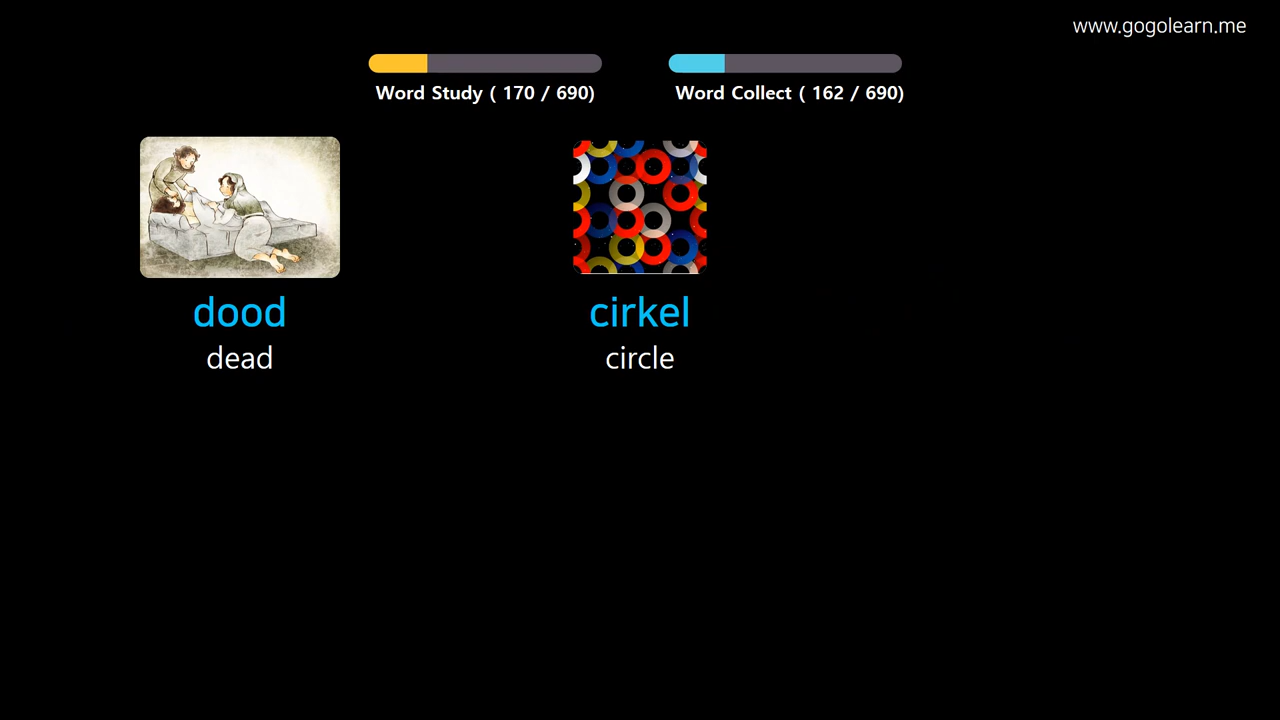 www.gogolearn.me
Word Study ( 170 / 690)
Word Collect ( 162 / 690)
dood
dead
cirkel
circle